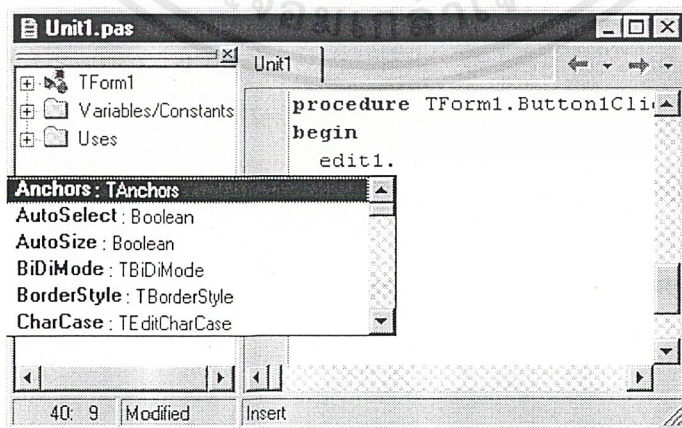 Unit1.pas
Unit1
TForm1
Variables/Constants
Uses
procedure TForm1.Button1Cli
begin
edit1.
Anchors : TAnchors
AutoSelect : Boolean
AutoSize : Boolean
BiDiMode : TBiDiMode
BorderStyle : TBorderStyle
CharCase : TEditCharCase
40: 9 Modified Insert